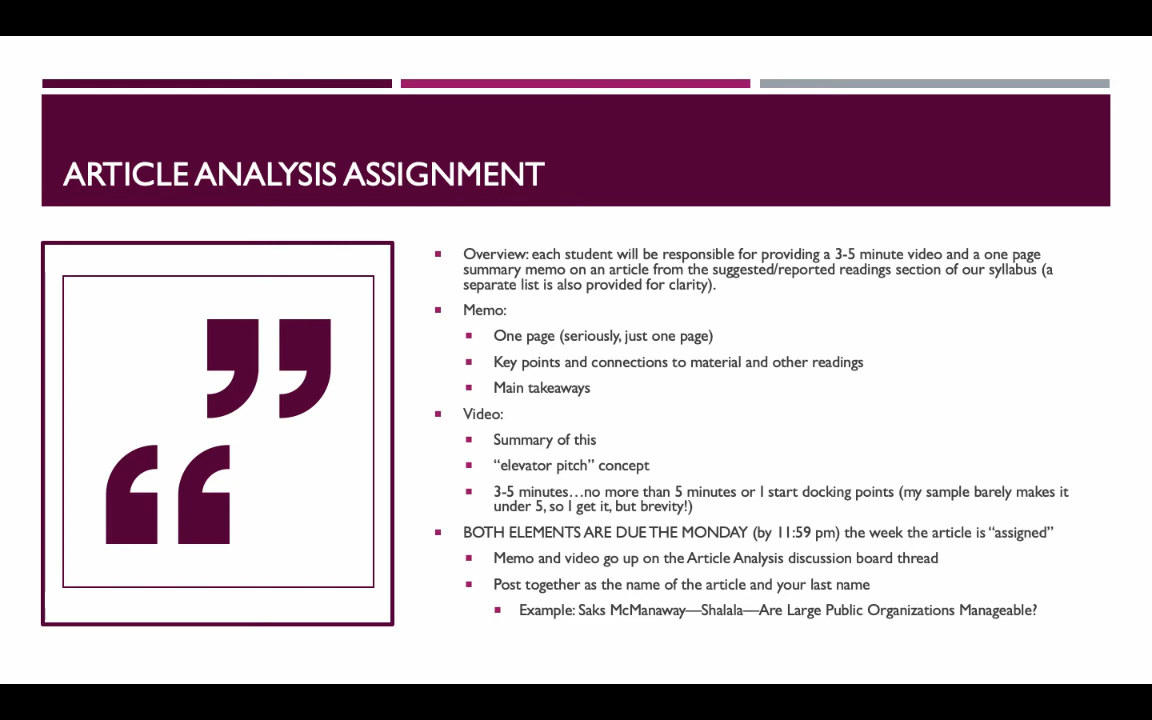 ARTICLE ANALYSIS ASSIGNMENT
Overview: each student will be responsible for providing a 3-5 minute video and a one page
summary memo on an article from the suggested/reported readings section of our syllabus (a
separate list is also provided for clarity).
Memo:
One page (seriously, just one page)
Key points and connections to material and other readings
Main takeaways
Video:
Summary of this
“elevator pitch” concept
3-5 minutes…no more than 5 minutes or I start docking points (my sample barely makes it
under 5, so I get it, but brevity!)
BOTH ELEMENTS ARE DUE THE MONDAY (by 11:59 pm) the week the article is “assigned”
Memo and video go up on the Article Analysis discussion board thread
Post together as the name of the article and your last name
Example: Saks McManaway—Shalala—Are Large Public Organizations Manageable?